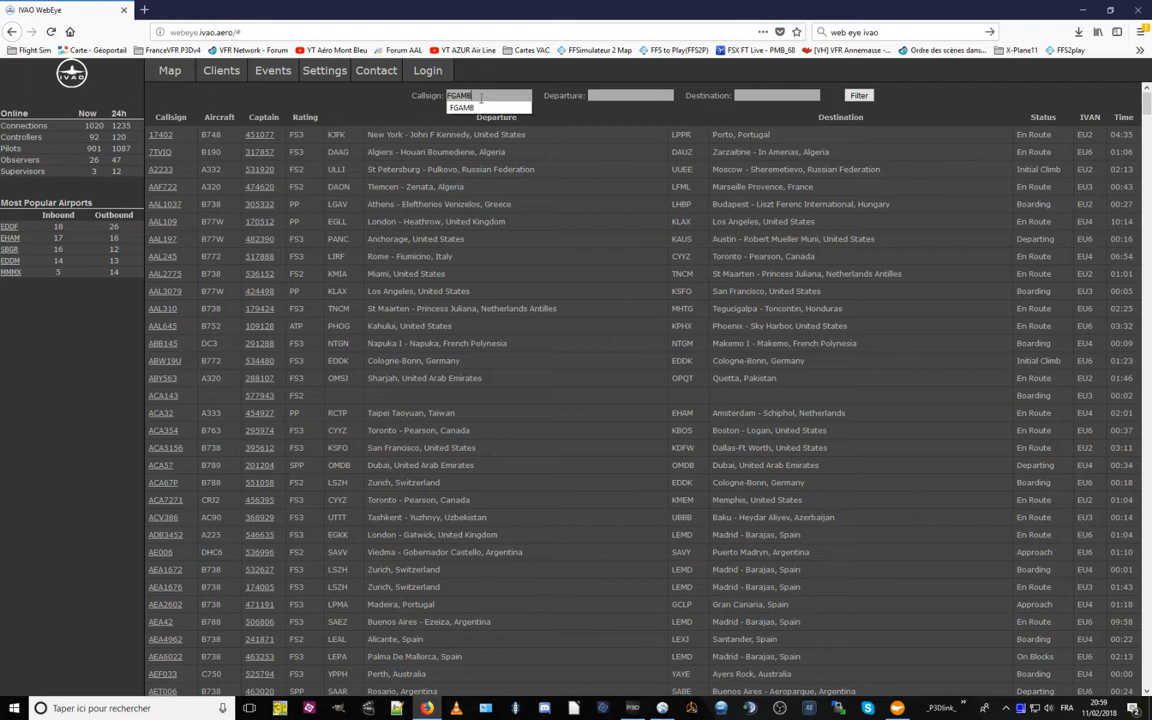 IVAO WebEye
webeye.ivao.aero/#
web eye ivao
Flight Sim Carte - Géoportail FranceVFR P3Dv4 VFR Network YT Aéro Mont Bleu Forum AAL YT AZUR Air Line Cartes VAC FFSimulateur 2 Map FFS to Play(FFS2P) FSX FT Live PMB_68 [VH] VFR Annemasse -... Ordre des scènes dans... X-Plane11 FFS2play
IVAO Map Clients Events Settings Contact Login
Callsign: FGAMB Departure: Destination: Filter
FGAMB
Online Now 24h
Connections 1020 1235
Controllers 92 120
Pilots 901 1087
Observers 26 47
Supervisors 3 12
Most Popular Airports
Inbound Outbound
EDDF 18 26
EHAM 17 16
SBGR 16 12
EDDM 14 13
MMMX 5 14
Callsign Aircraft Captain Rating Departure Destination Status IVAN Time
17402 B748 451077 FS3 KJFK New York - John F Kennedy, United States LPPR Porto, Portugal En Route EU2 04:35
7TVIO B190 317857 FS3 DAAG Algiers - Houari Boumediene, Algeria DAUZ Zarzaitine - In Amenas, Algeria En Route EU6 01:06
A2233 A332 531920 FS2 ULLI St Petersburg - Pulkovo, Russian Federation UUEE Moscow - Sheremetievo, Russian Federation Initial Climb EU2 02:13
AAF722 A320 474620 FS2 DAON Tlemcen - Zenata, Algeria LFML Marseille Provence, France En Route EU3 00:43
AAL1037 B738 305332 PP LGAV Athens - Eleftherios Venizelos, Greece LHBP Budapest - Liszt Ferenc International, Hungary Boarding EU2 00:27
AAL109 B77W 170512 PP EGLL London - Heathrow, United Kingdom KLAX Los Angeles, United States En Route EU4 10:14
AAL197 B77W 482390 FS3 PANC Anchorage, United States KAUS Austin - Robert Mueller Muni, United States Departing EU6 00:16
AAL245 B772 517888 FS3 LIRF Rome - Fiumicino, Italy CYYZ Toronto - Pearson, Canada En Route EU4 06:54
AAL2775 B738 536152 FS2 KMIA Miami, United States TNCM St Maarten - Princess Juliana, Netherlands Antilles En Route EU2 01:01
AAL3079 B77W 424498 PP KLAX Los Angeles, United States KSFO San Francisco, United States Boarding EU3 00:05
AAL310 B738 179424 FS3 TNCM St Maarten - Princess Juliana, Netherlands Antilles MHTG Tegucigalpa - Toncontin, Honduras En Route EU6 02:25
AAL645 B752 109128 ATP PHOG Kahului, United States KPHX Phoenix - Sky Harbor, United States En Route EU4 03:32
ABB145 DC3 291288 FS3 NTGN Napuka I - Napuka, French Polynesia NTGM Makemo I - Makemo, French Polynesia Boarding EU4 00:09
ABW19U B772 534480 FS3 EDDK Cologne-Bonn, Germany EDDK Cologne-Bonn, Germany Initial Climb EU6 01:23
ABY563 A320 288107 FS3 OMSJ Sharjah, United Arab Emirates OPQT Quetta, Pakistan En Route EU2 01:46
ACA143 577943 FS2 Boarding EU3 00:02
ACA32 A333 454927 PP RCTP Taipei Taoyuan, Taiwan EHAM Amsterdam - Schiphol, Netherlands En Route EU4 02:01
ACA354 B763 295974 FS3 CYYZ Toronto - Pearson, Canada KBOS Boston - Logan, United States En Route EU6 01:04
ACA5156 B738 395612 FS3 KSFO San Francisco, United States KDFW Dallas-Ft Worth, United States En Route EU2 03:11
ACA57 B789 201204 SPP OMDB Dubai, United Arab Emirates OMDB Dubai, United Arab Emirates Departing EU4 00:34
ACA67P B788 551058 FS2 LSZH Zurich, Switzerland EDDK Cologne-Bonn, Germany Boarding EU6 00:12
ACA7271 CRJ2 456395 FS3 CYYZ Toronto - Pearson, Canada KMEM Memphis, United States En Route EU2 01:04
ACV386 AC90 368929 FS3 UTTT Tashkent - Yuzhnyy, Uzbekistan UBBB Baku - Heydar Aliyev, Azerbaijan En Route EU3 00:14
ADB3452 A225 546635 FS3 EGKK London - Gatwick, United Kingdom LEMD Madrid - Barajas, Spain En Route EU4 01:04
AE006 DHC6 536996 FS2 SAVV Viedma - Gobernador Castello, Argentina SAVY Puerto Madryn, Argentina Approach EU6 01:10
AEA1672 B738 532627 FS3 LSZH Zurich, Switzerland LEMD Madrid - Barajas, Spain Boarding EU4 00:01
AEA1676 B738 174005 FS3 LSZH Zurich, Switzerland LEMD Madrid - Barajas, Spain En Route EU3 01:43
AEA2602 B738 471191 FS3 LPMA Madeira, Portugal GCLP Gran Canaria, Spain Approach EU4 01:18
AEA42 B788 506806 FS3 SAEZ Buenos Aires - Ezeiza, Argentina LEMD Madrid - Barajas, Spain En Route EU6 09:58
AEA4962 B738 241871 FS2 LEAL Alicante, Spain LEXJ Santander, Spain Boarding EU4 00:22
AEA6022 B738 463253 FS3 LEPA Palma De Mallorca, Spain LEMD Madrid - Barajas, Spain On Blocks EU6 02:13
AEF033 C750 525794 FS3 YPPH Perth, Australia YAYE Ayers Rock, Australia Boarding EU4 00:20
AET006 B738 463020 SPP SAAR Rosario, Argentina SABE Buenos Aires - Aeroparque, Argentina Departing EU6 00:24
Taper ici pour rechercher
_P3Dlink_ FRA 20:59 11/02/2018